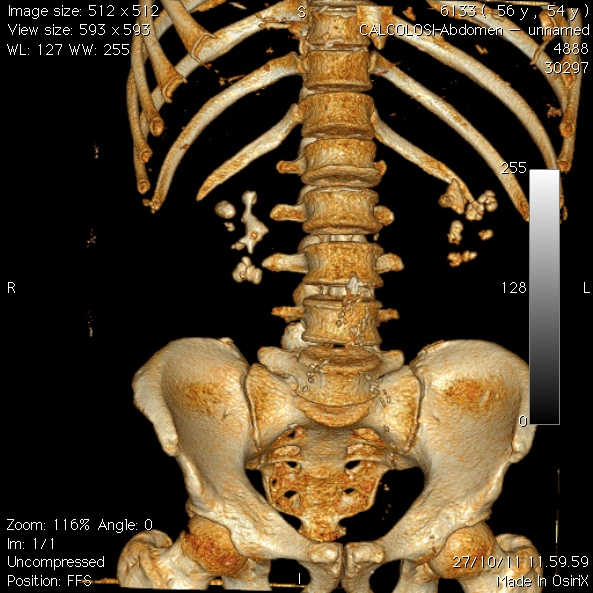 Image size: 512 x 512
View size: 593 x 593
WL: 127 WW: 255
S
6133 ( 56 y , 54 y )
CALCOLOSI-Abdomen — unnamed
4888
30297
255
R
128
L
0
Zoom: 116% Angle: 0
Im: 1/1
Uncompressed
Position: FFS
I
27/10/11 11.59.59
Made In OsiriX